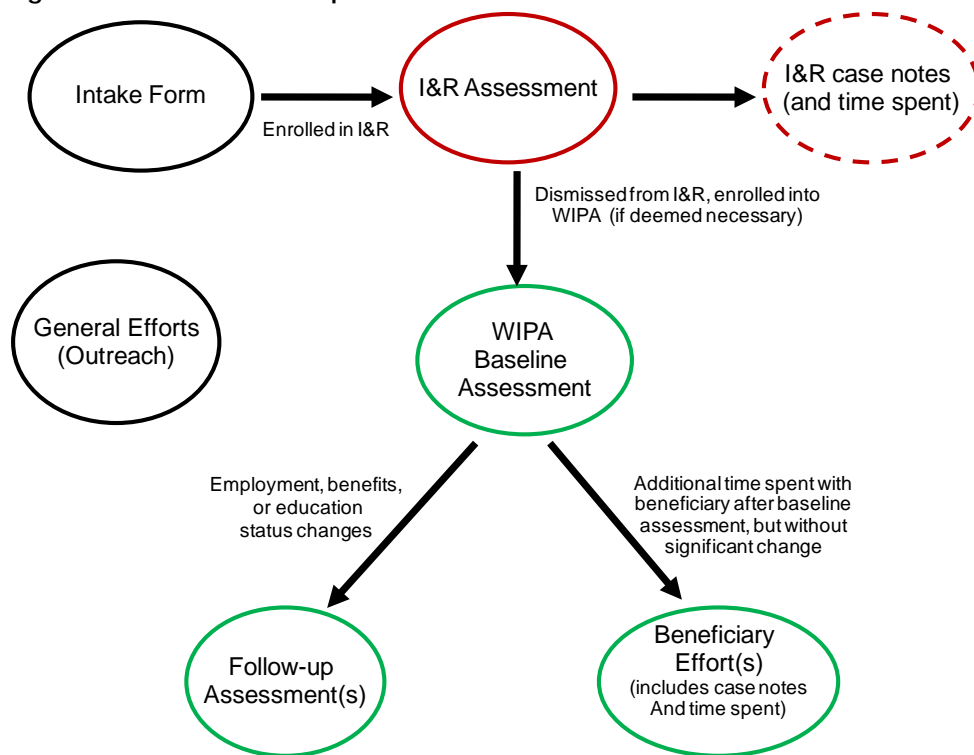 Intake Form
Enrolled in I&R
I&R Assessment
I&R case notes
(and time spent)
Dismissed from I&R, enrolled into
WIPA (if deemed necessary)
General Efforts
(Outreach)
WIPA
Baseline
Assessment
Employment, benefits,
or education
status changes
Additional time spent with
beneficiary after baseline
assessment, but without
significant change
Follow-up
Assessment(s)
Beneficiary
Effort(s)
(includes case notes
And time spent)